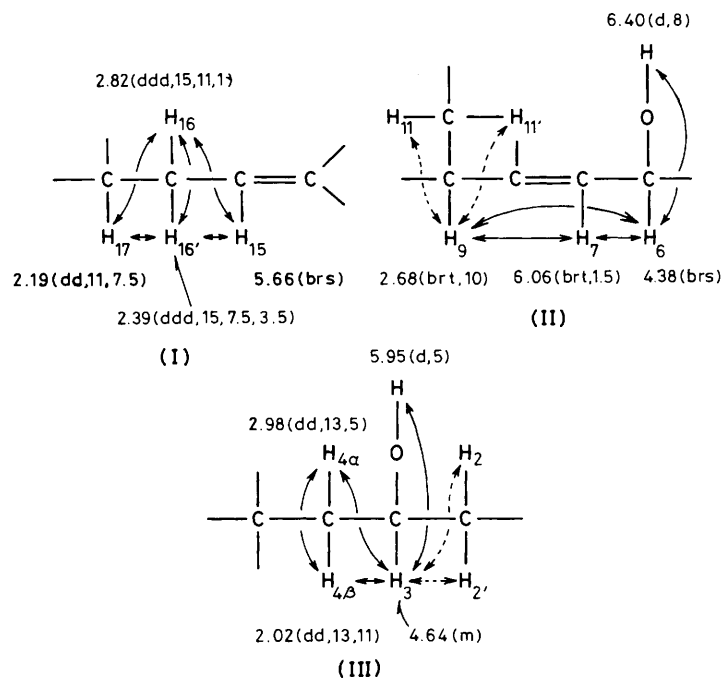 2.82(ddd,15,11,1)
H16
C C C C
H17 H16' H15
2.19(dd,11,7.5) 5.66(brs)
2.39(ddd,15,7.5,3.5)
(I)
6.40(d,8)
H
O
H11 C H11'
C C C C
H9 H7 H6
2.68(brt,10) 6.06(brt,1.5) 4.38(brs)
(II)
5.95(d,5)
H
2.98(dd,13,5)
H4α O H2
C C C C
H4β H3 H2'
2.02(dd,13,11) 4.64(m)
(III)